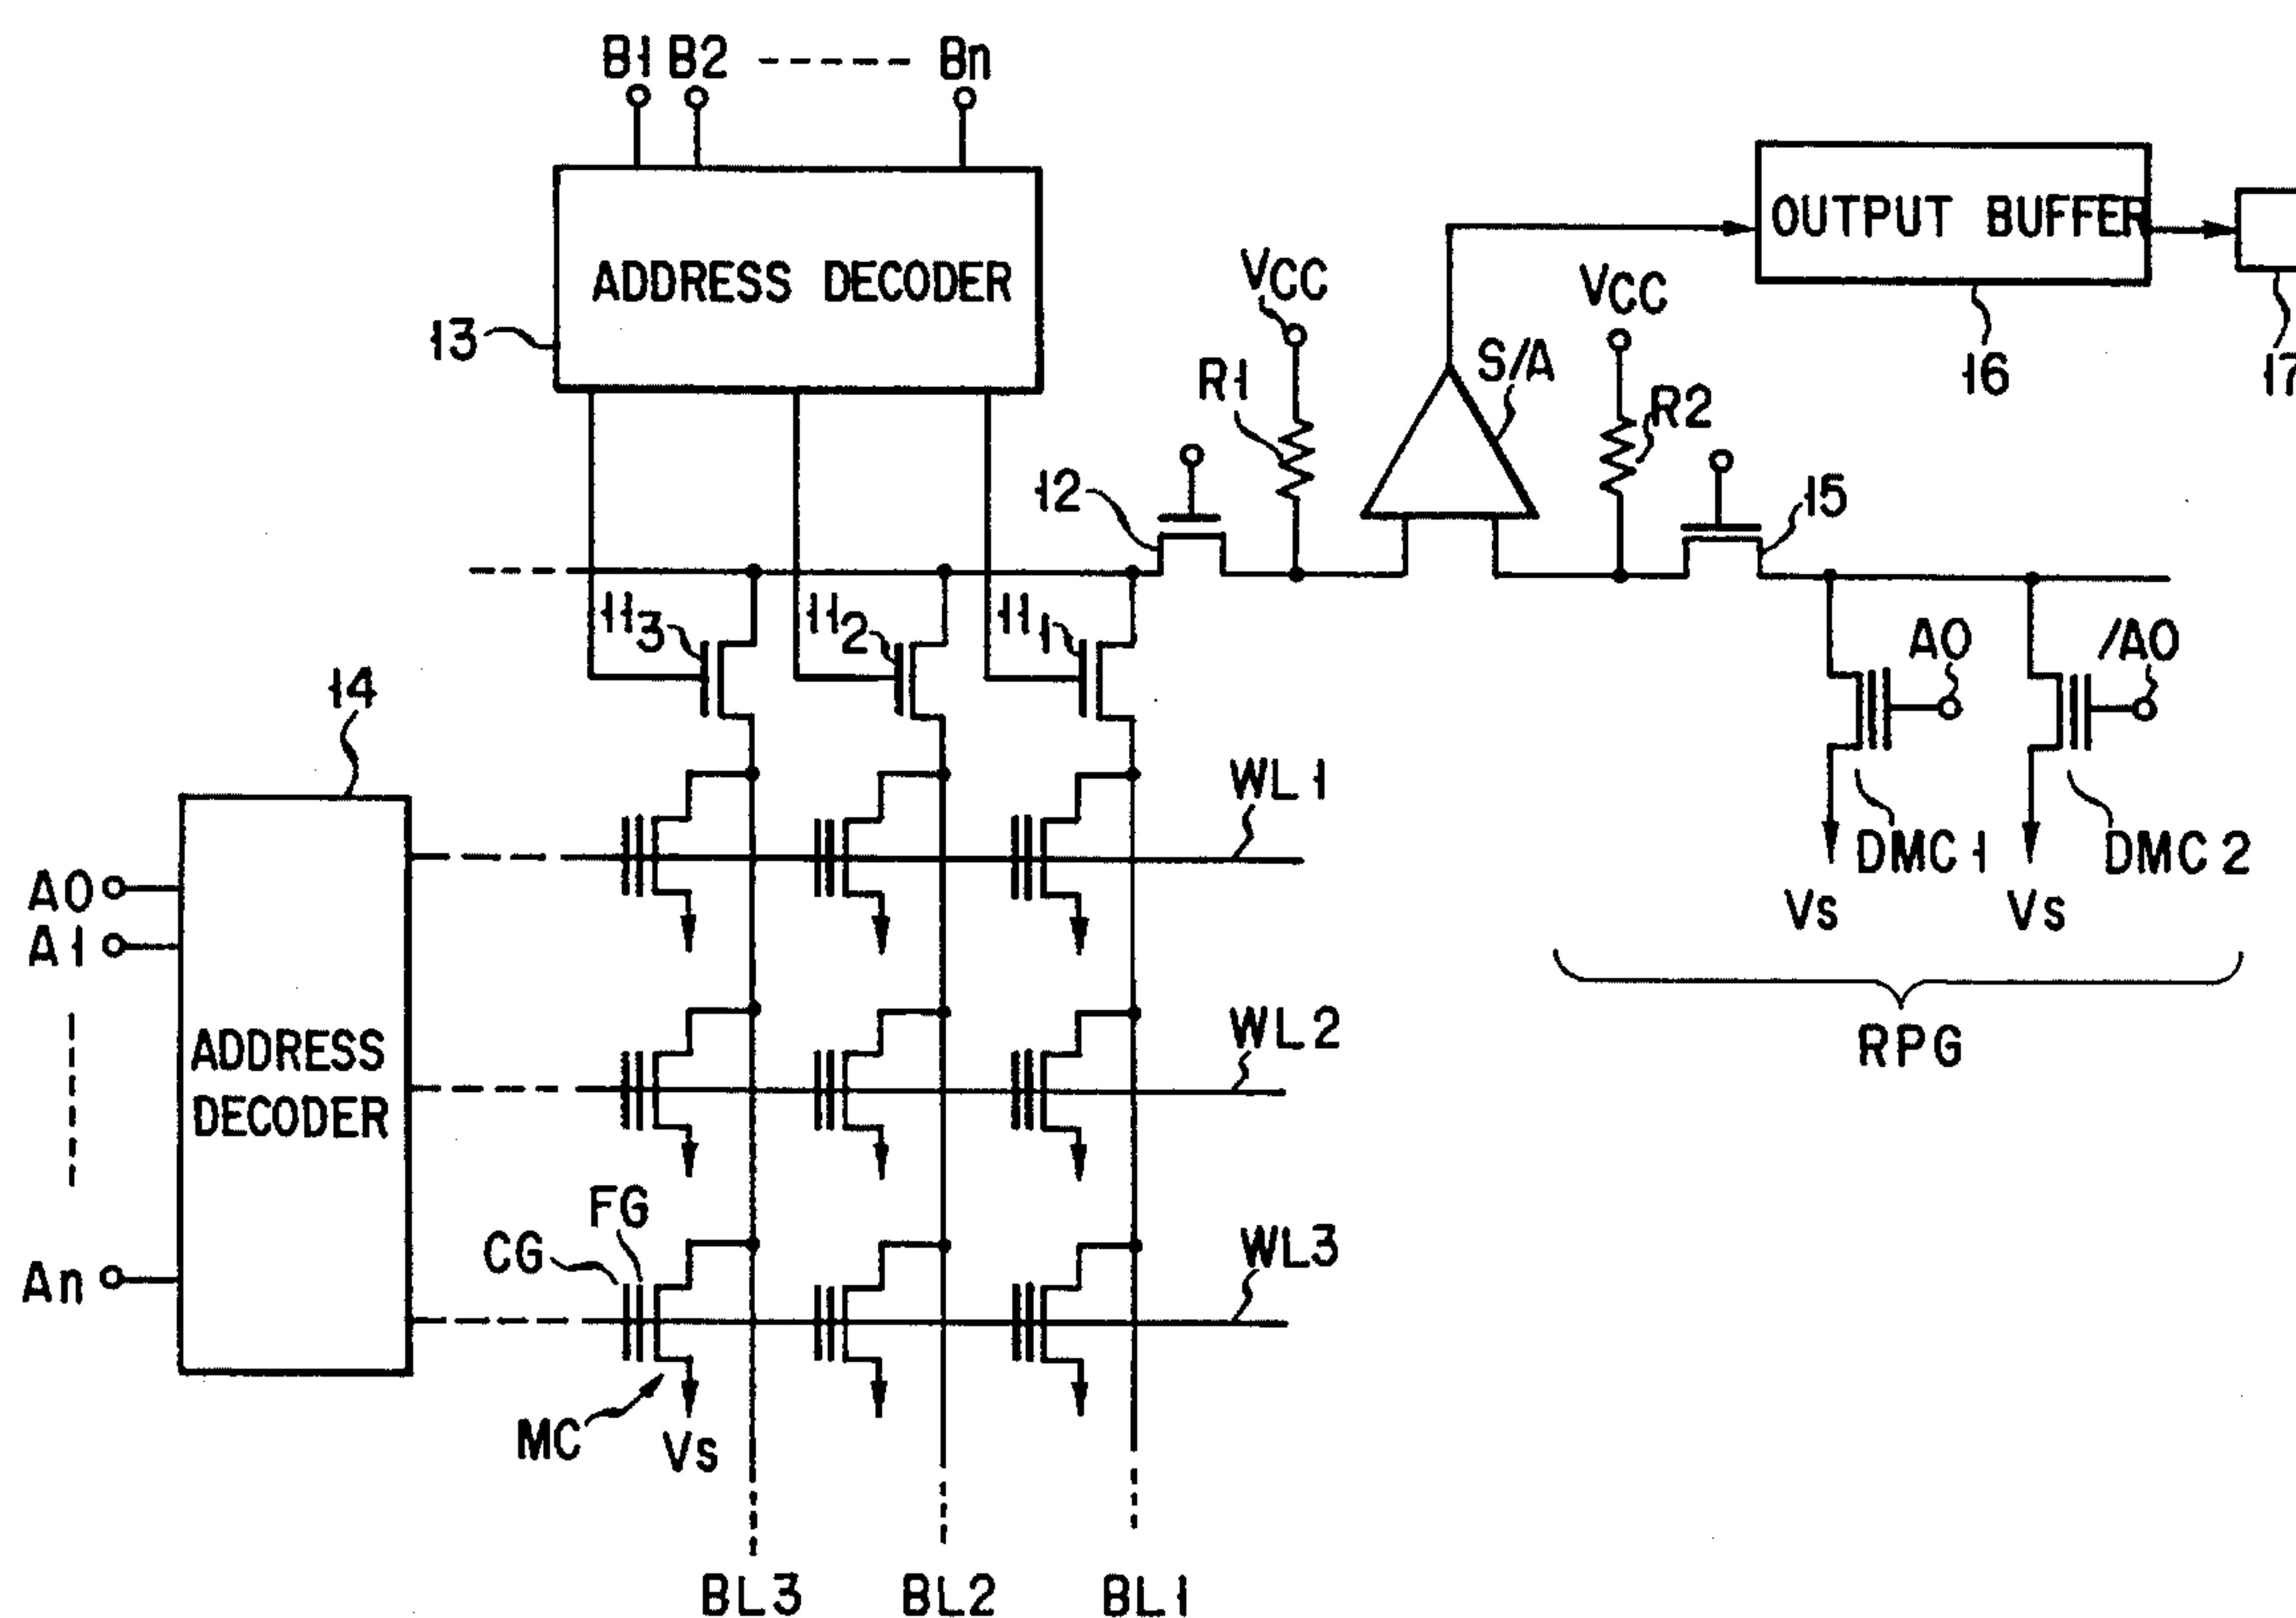 B1 B2 ------ Bn
ADDRESS DECODER
13
OUTPUT BUFFER
16
17
VCC
R1
S/A
VCC
R2
12
15
11₃
11₂
11₁
A0
/A0
DMC1
DMC2
Vs
Vs
RPG
14
A0
A1
An
ADDRESS
DECODER
WL1
WL2
WL3
CG
FG
MC
Vs
BL3
BL2
BL1